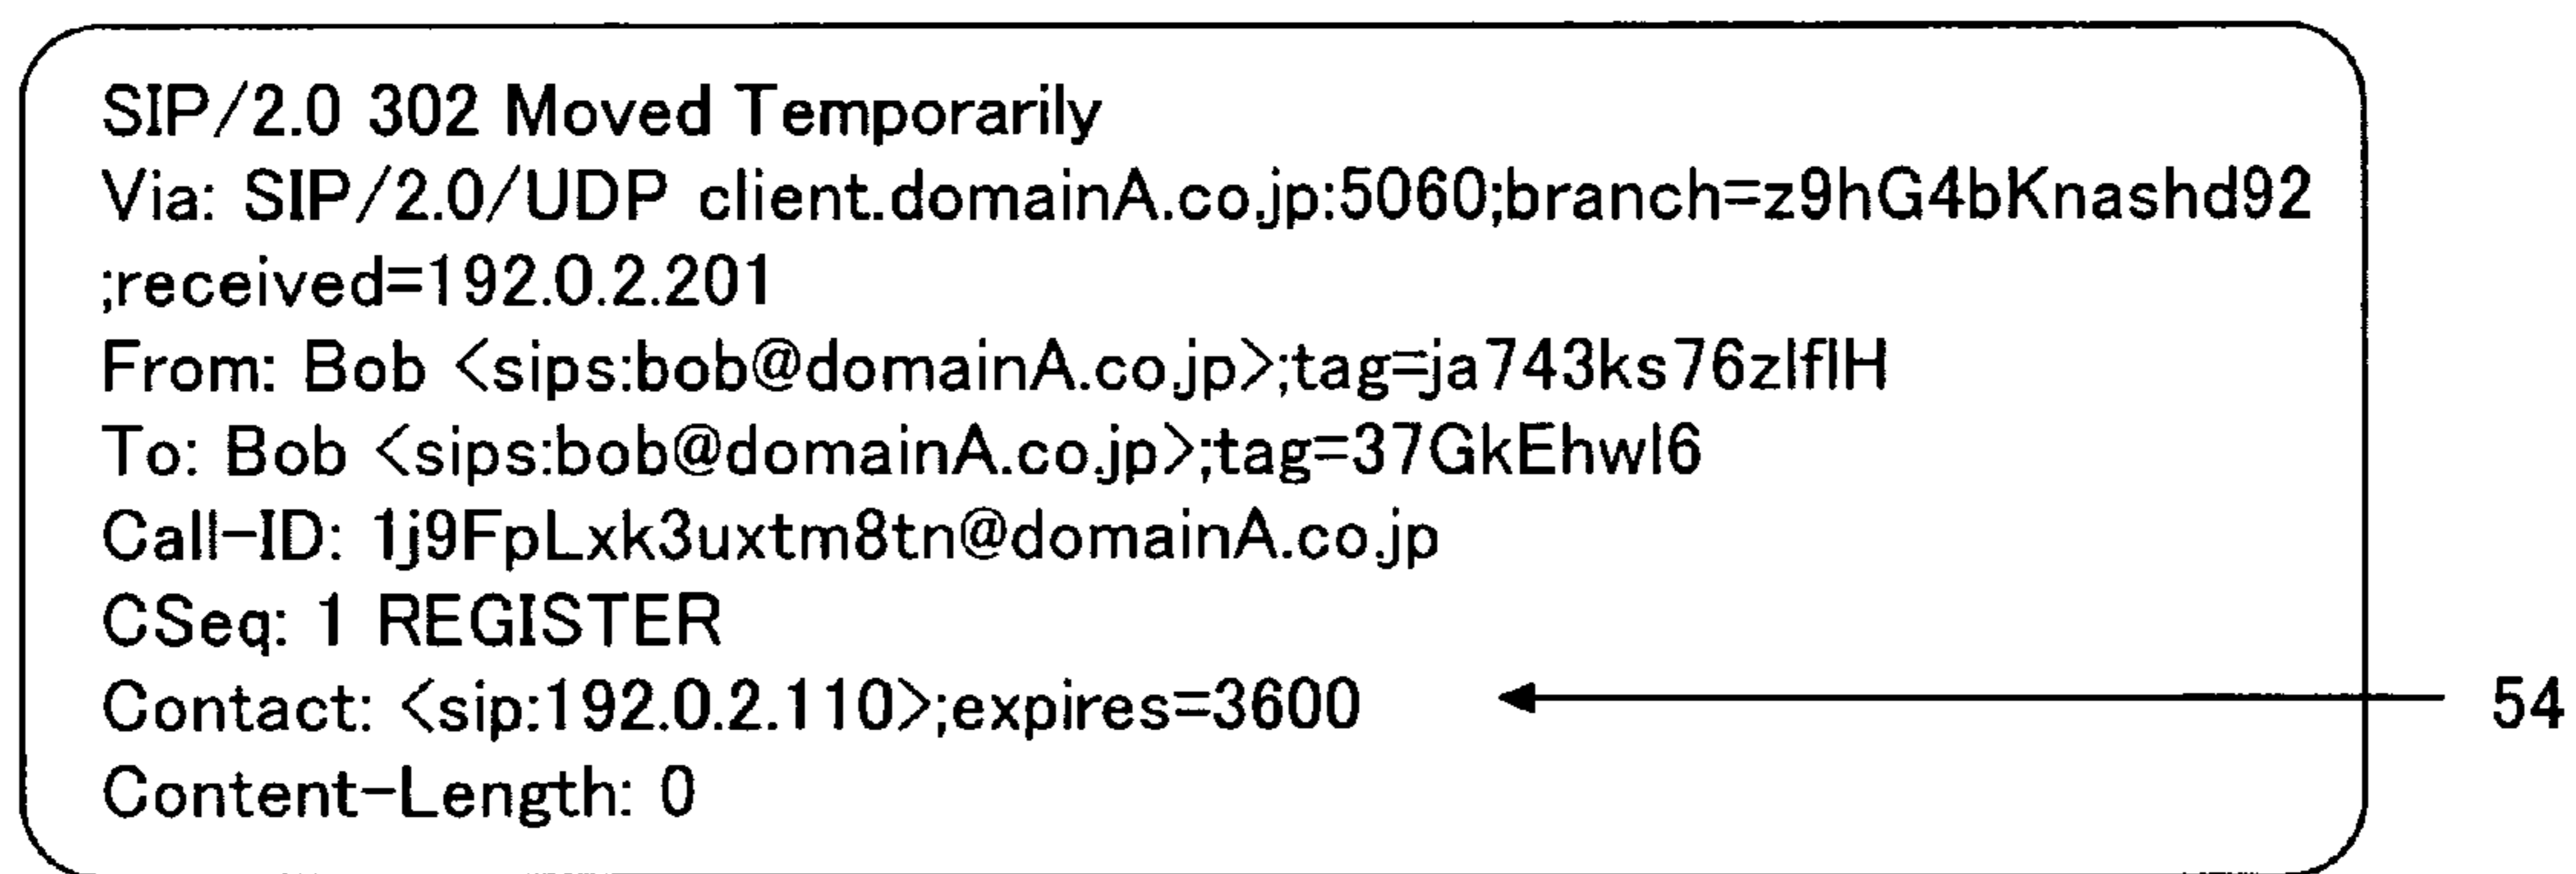 SIP/2.0 302 Moved Temporarily
Via: SIP/2.0/UDP client.domainA.co.jp:5060;branch=z9hG4bKnashd92
;received=192.0.2.201
From: Bob <sips:bob@domainA.co.jp>;tag=ja743ks76zlflH
To: Bob <sips:bob@domainA.co.jp>;tag=37GkEhwl6
Call-ID: 1j9FpLxk3uxtm8tn@domainA.co.jp
CSeq: 1 REGISTER
Contact: <sip:192.0.2.110>;expires=3600 54
Content-Length: 0